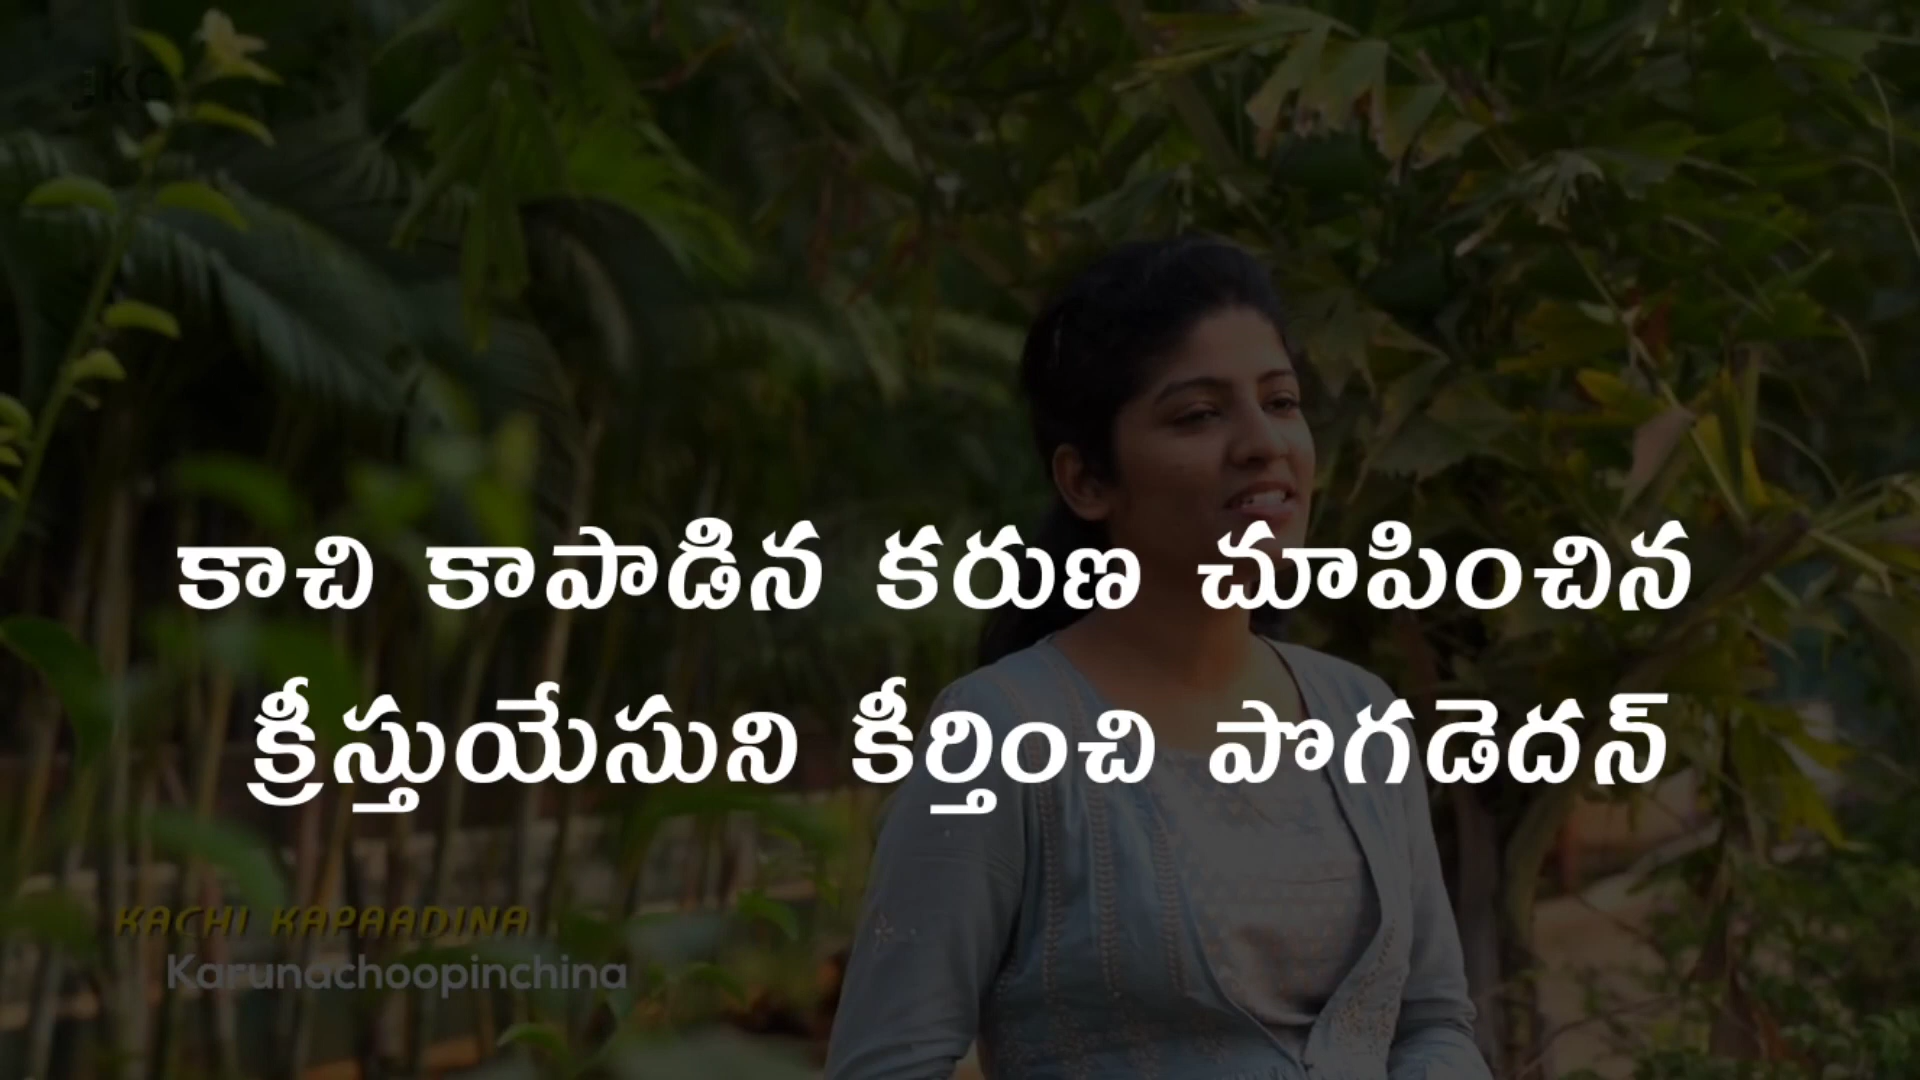 కాచి కాపాడిన కరుణ చూపించిన
క్రీస్తుయేసుని కీర్తించి పొగడెదన్
KACHI KAPAADINA
Karunachoopinchina